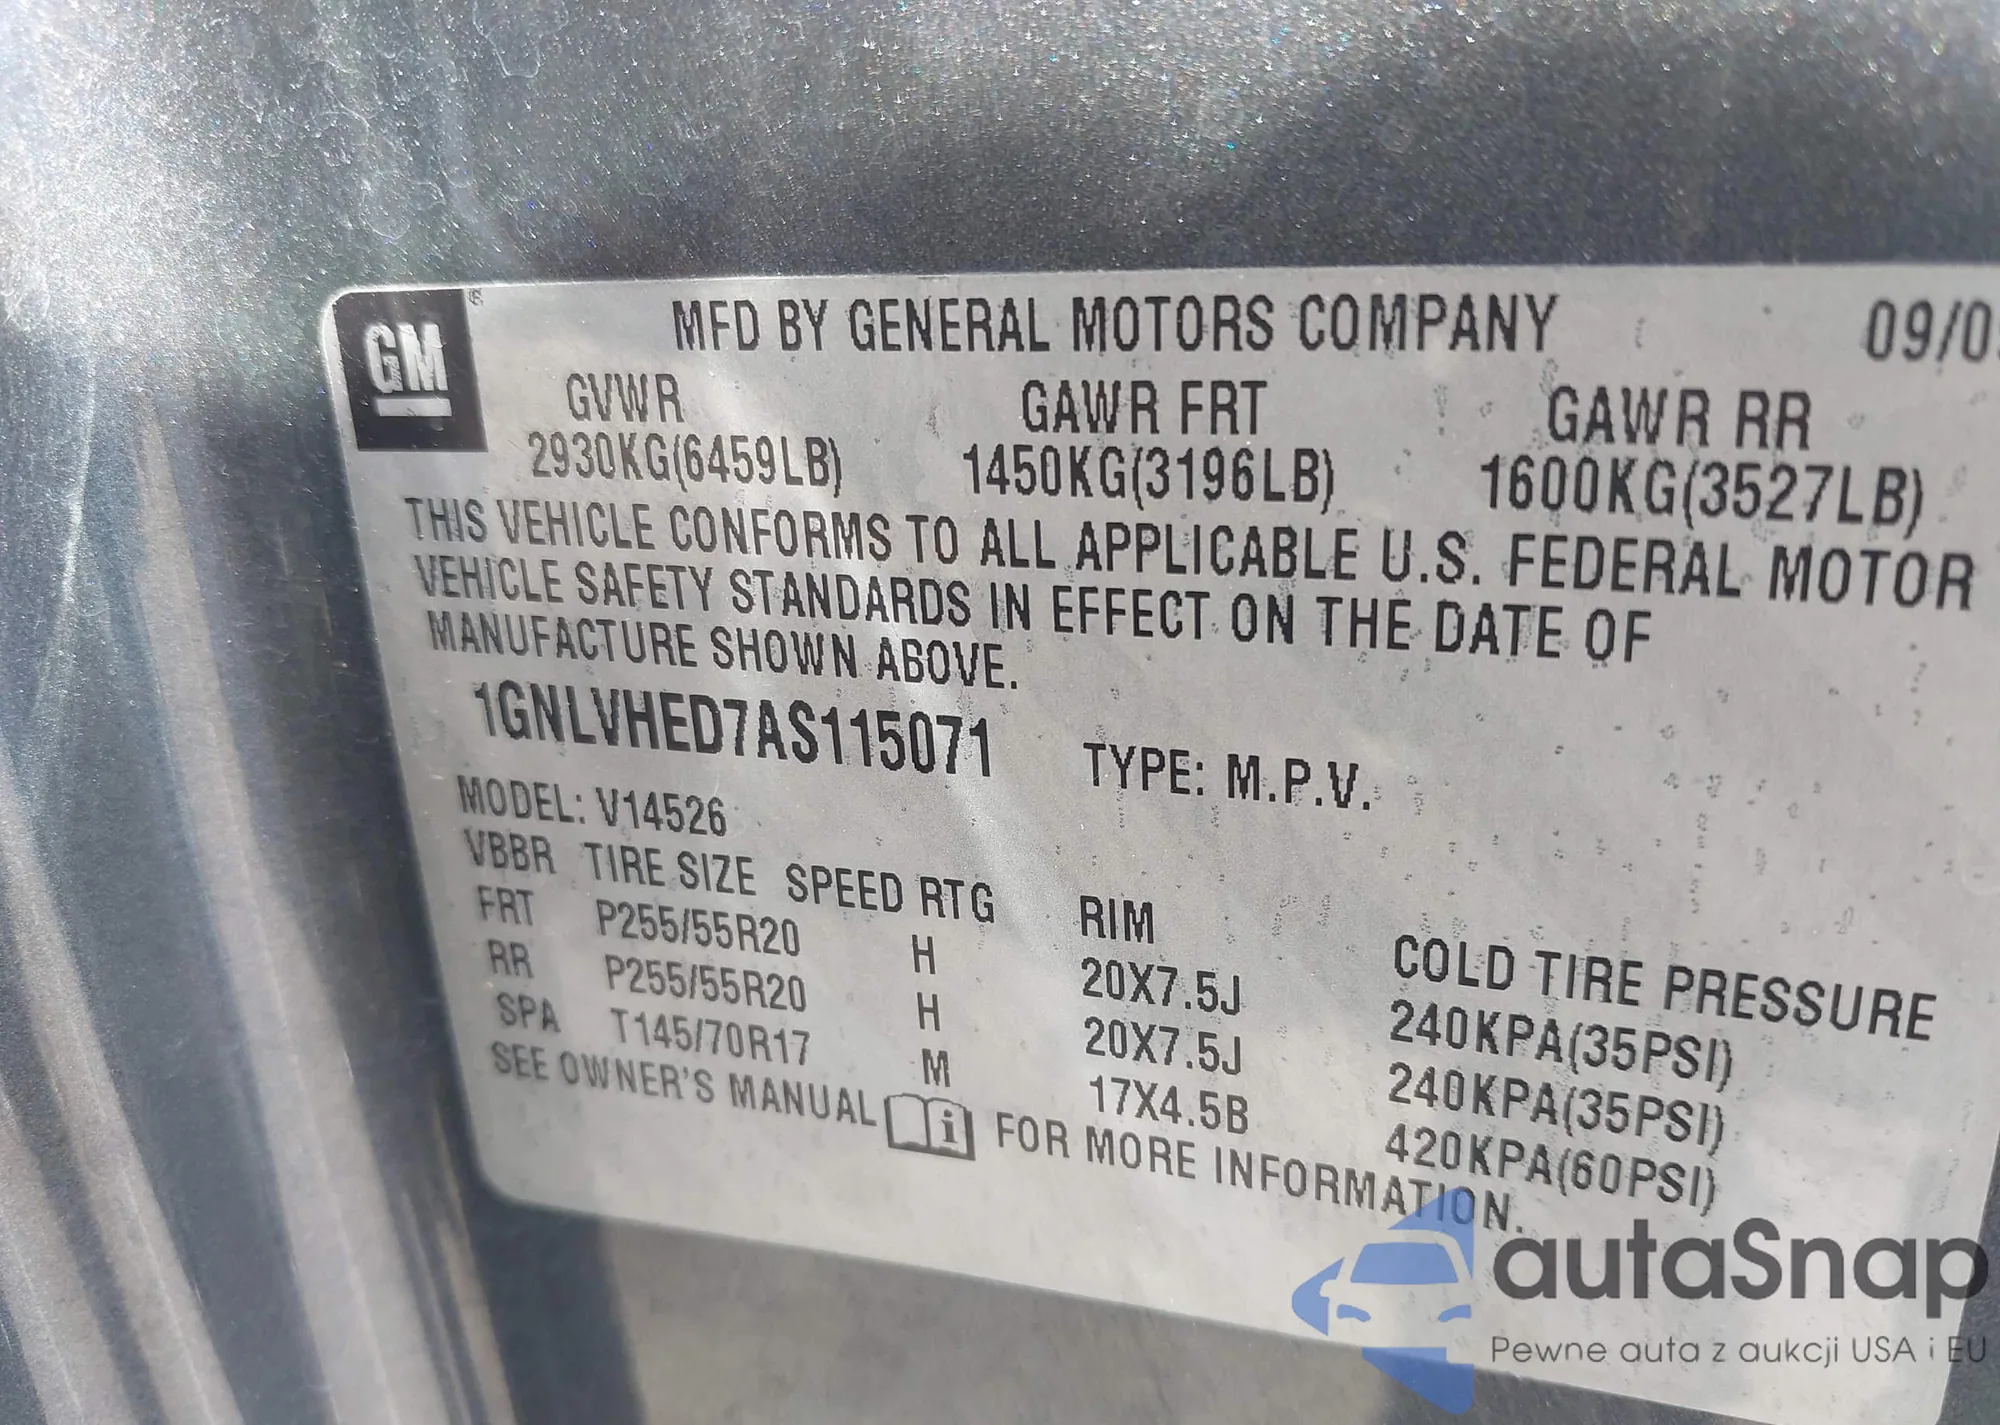 GM ®
MFD BY GENERAL MOTORS COMPANY
GVWR GAWR FRT GAWR RR
2930KG(6459LB) 1450KG(3196LB) 1600KG(3527LB)
THIS VEHICLE CONFORMS TO ALL APPLICABLE U.S. FEDERAL MOTOR
VEHICLE SAFETY STANDARDS IN EFFECT ON THE DATE OF
MANUFACTURE SHOWN ABOVE.
1GNLVHED7AS115071 TYPE: M.P.V.
MODEL: V14526
VBBR TIRE SIZE SPEED RTG RIM COLD TIRE PRESSURE
FRT P255/55R20 H 20X7.5J 240KPA(35PSI)
RR P255/55R20 H 20X7.5J 240KPA(35PSI)
SPA T145/70R17 M 17X4.5B 420KPA(60PSI)
SEE OWNER'S MANUAL i FOR MORE INFORMATION.
autaSnap
Pewne auta z aukcji USA i EU